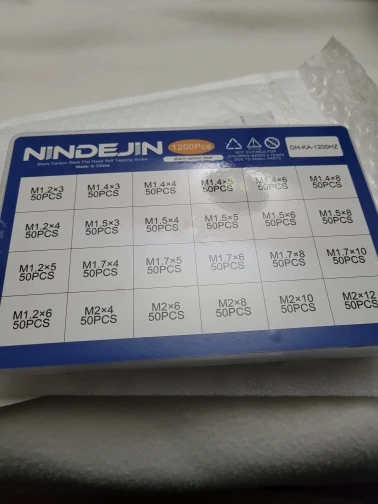 NINDEJIN
1200Pcs
Black Carbon Steel Flat Head Self Tapping Screw
Made in China
Black carbon steel
NOT SUITABLE FOR
CHILDREN UNDER 3 YEARS
DUE TO SMALL PARTS
DH-KA-1200HZ
M1.2×3 M1.4×3 M1.4×4 M1.4×5 M1.4×6 M1.4×8
50PCS 50PCS 50PCS 50PCS 50PCS 50PCS
M1.2×4 M1.5×3 M1.5×4 M1.5×5 M1.5×6 M1.5×8
50PCS 50PCS 50PCS 50PCS 50PCS 50PCS
M1.2×5 M1.7×4 M1.7×5 M1.7×6 M1.7×8 M1.7×10
50PCS 50PCS 50PCS 50PCS 50PCS 50PCS
M1.2×6 M2×4 M2×6 M2×8 M2×10 M2×12
50PCS 50PCS 50PCS 50PCS 50PCS 50PCS